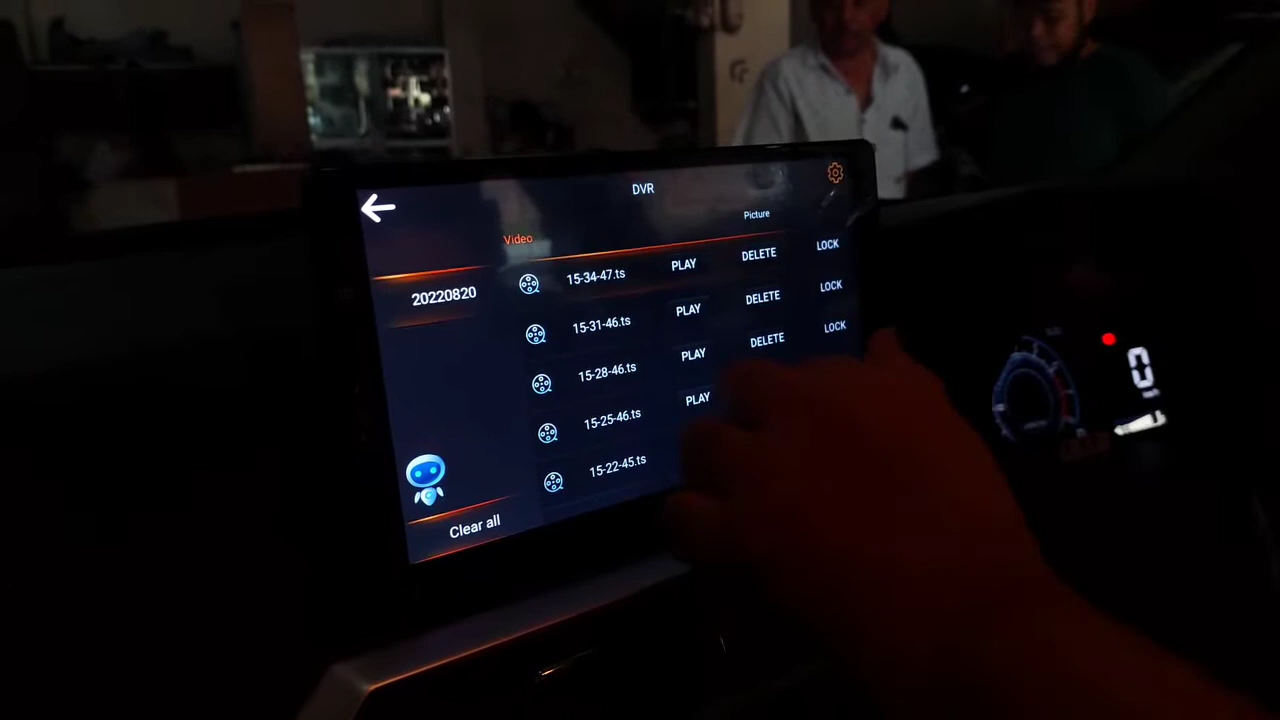 DVR
Video
Picture
20220820
15-34-47.ts PLAY DELETE LOCK
15-31-46.ts PLAY DELETE LOCK
15-28-46.ts PLAY DELETE LOCK
15-25-46.ts PLAY
15-22-45.ts
Clear all
0